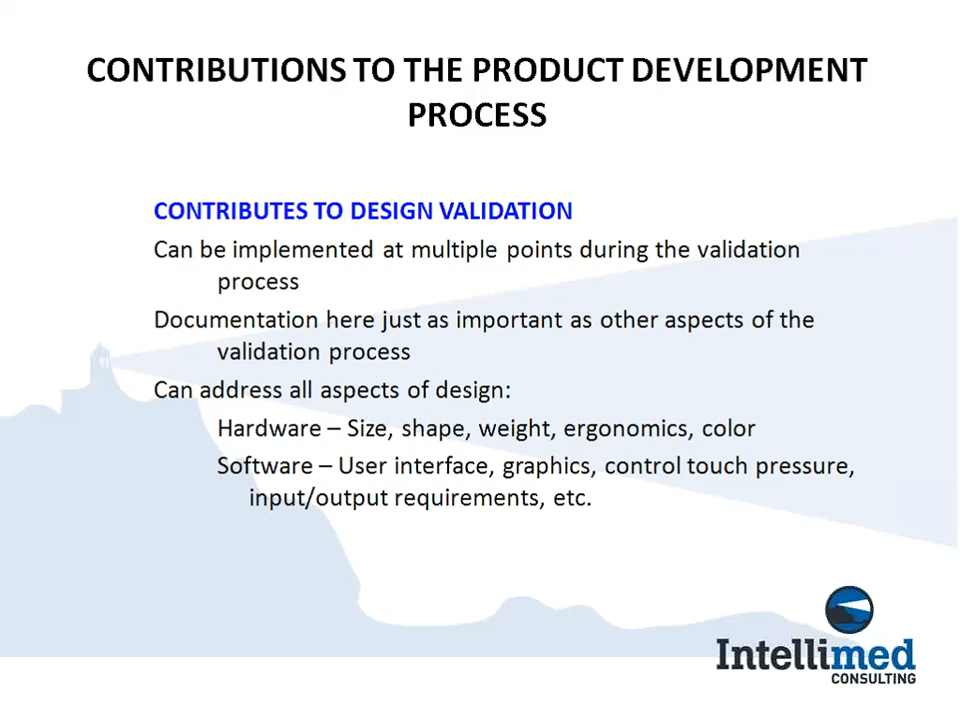 CONTRIBUTIONS TO THE PRODUCT DEVELOPMENT
PROCESS
CONTRIBUTES TO DESIGN VALIDATION
Can be implemented at multiple points during the validation
process
Documentation here just as important as other aspects of the
validation process
Can address all aspects of design:
Hardware – Size, shape, weight, ergonomics, color
Software – User interface, graphics, control touch pressure,
input/output requirements, etc.
Intellimed
CONSULTING